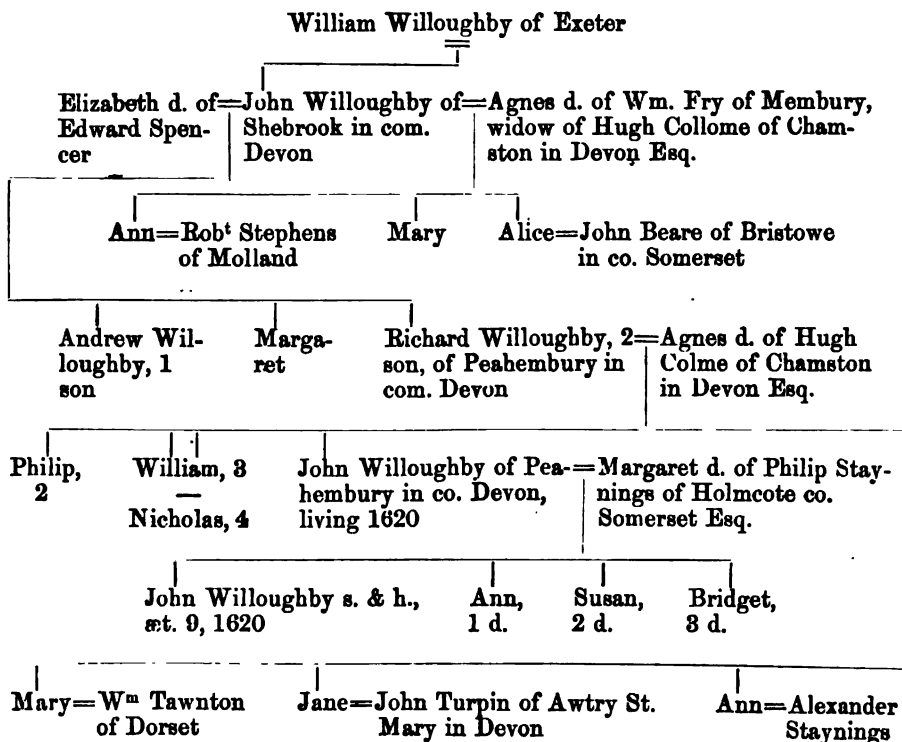 William Willoughby of Exeter
Elizabeth d. of=John Willoughby of=Agnes d. of Wm. Fry of Membury,
Edward Spen- Shebrook in com. widow of Hugh Collome of Cham-
cer Devon ston in Devon Esq.
Ann=Robᵗ Stephens Mary Alice=John Beare of Bristowe
of Molland in co. Somerset
Andrew Wil- Marga- Richard Willoughby, 2=Agnes d. of Hugh
loughby, 1 ret son, of Peahembury in Colme of Chamston
son com. Devon in Devon Esq.
Philip, William, 3 John Willoughby of Pea-=Margaret d. of Philip Stay-
2 — hembury in co. Devon, nings of Holmcote co.
Nicholas, 4 living 1620 Somerset Esq.
John Willoughby s. & h., Ann, Susan, Bridget,
æt. 9, 1620 1 d. 2 d. 3 d.
Mary=Wᵐ Tawnton Jane=John Turpin of Awtry St. Ann=Alexander
of Dorset Mary in Devon Staynings